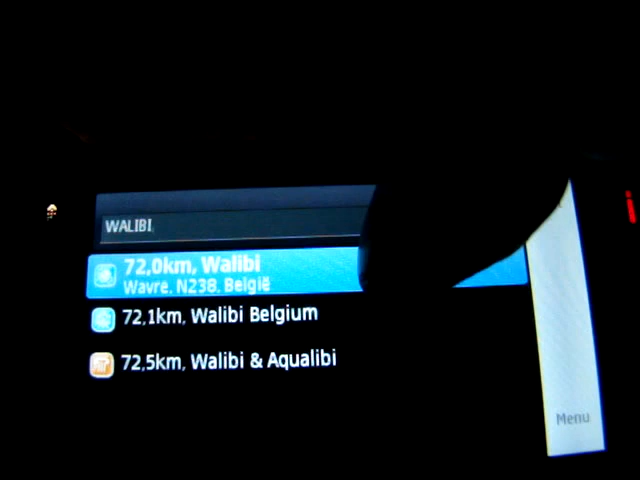 WALIBI
72,0km, Walibi
Wavre, N238, België
72,1km, Walibi Belgium
72,5km, Walibi & Aqualibi
Menu